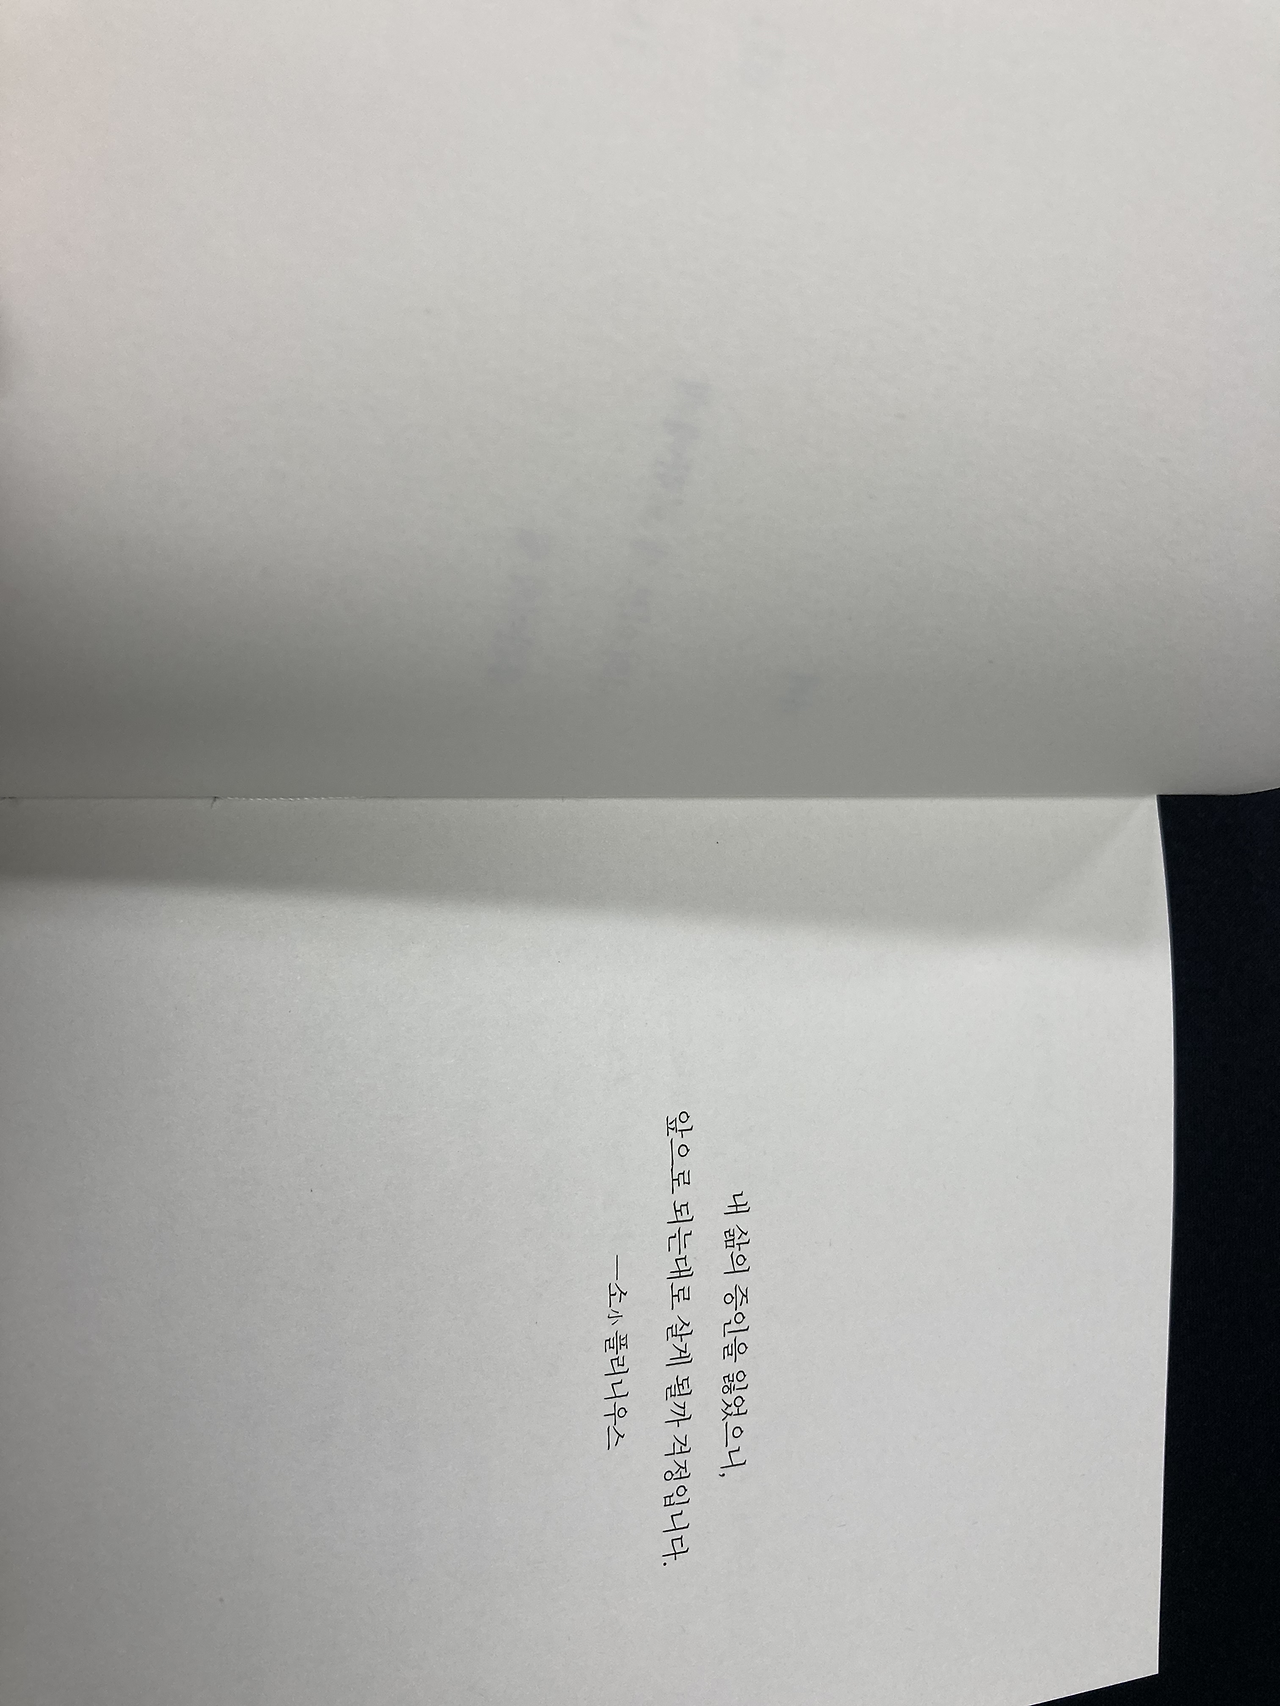 내 삶의 증인을 잃었으니,
앞으로 되는대로 살게 될까 걱정입니다.
—소小 플리니우스